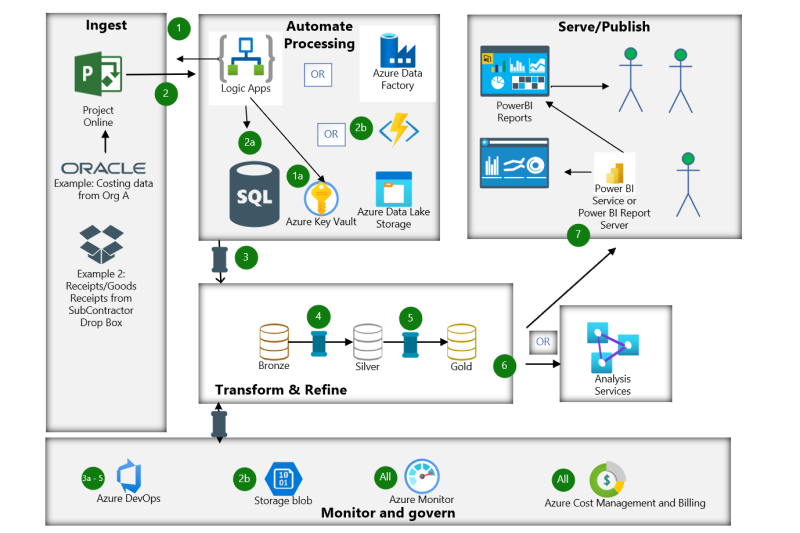 Ingest
1
2
P
Project
Online
ORACLE
Example: Costing data
from Org A
Example 2:
Receipts/Goods
Receipts from
SubContractor
Drop Box
Automate
Processing
Logic Apps
OR
Azure Data
Factory
2a
OR
2b
SQL
1a
Azure Key Vault
Azure Data Lake
Storage
Serve/Publish
PowerBI
Reports
Power BI
Service or
Power BI Report
Server
7
3
4
5
Bronze
Silver
Gold
6
Transform & Refine
OR
Analysis
Services
3a - 5
Azure DevOps
2b
10
01
Storage blob
All
Azure Monitor
All
$
Azure Cost Management and Billing
Monitor and govern